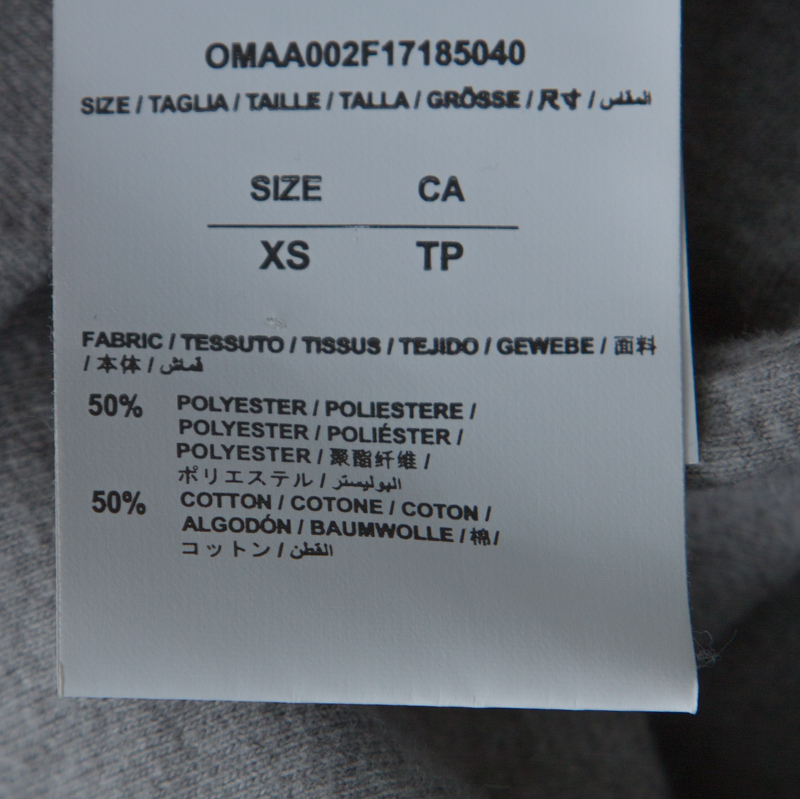 OMAA002F17185040
SIZE / TAGLIA / TAILLE / TALLA / GRÖSSE / 尺寸 / المقاس
SIZE CA
XS TP
FABRIC / TESSUTO / TISSUS / TEJIDO / GEWEBE / 面料
/ 本体 / قماش
50% POLYESTER / POLIESTERE /
POLYESTER / POLIÉSTER /
POLYESTER / 聚酯纤维 /
ポリエステル / البوليستر
50% COTTON / COTONE / COTON /
ALGODÓN / BAUMWOLLE / 棉/
コットン / القطن